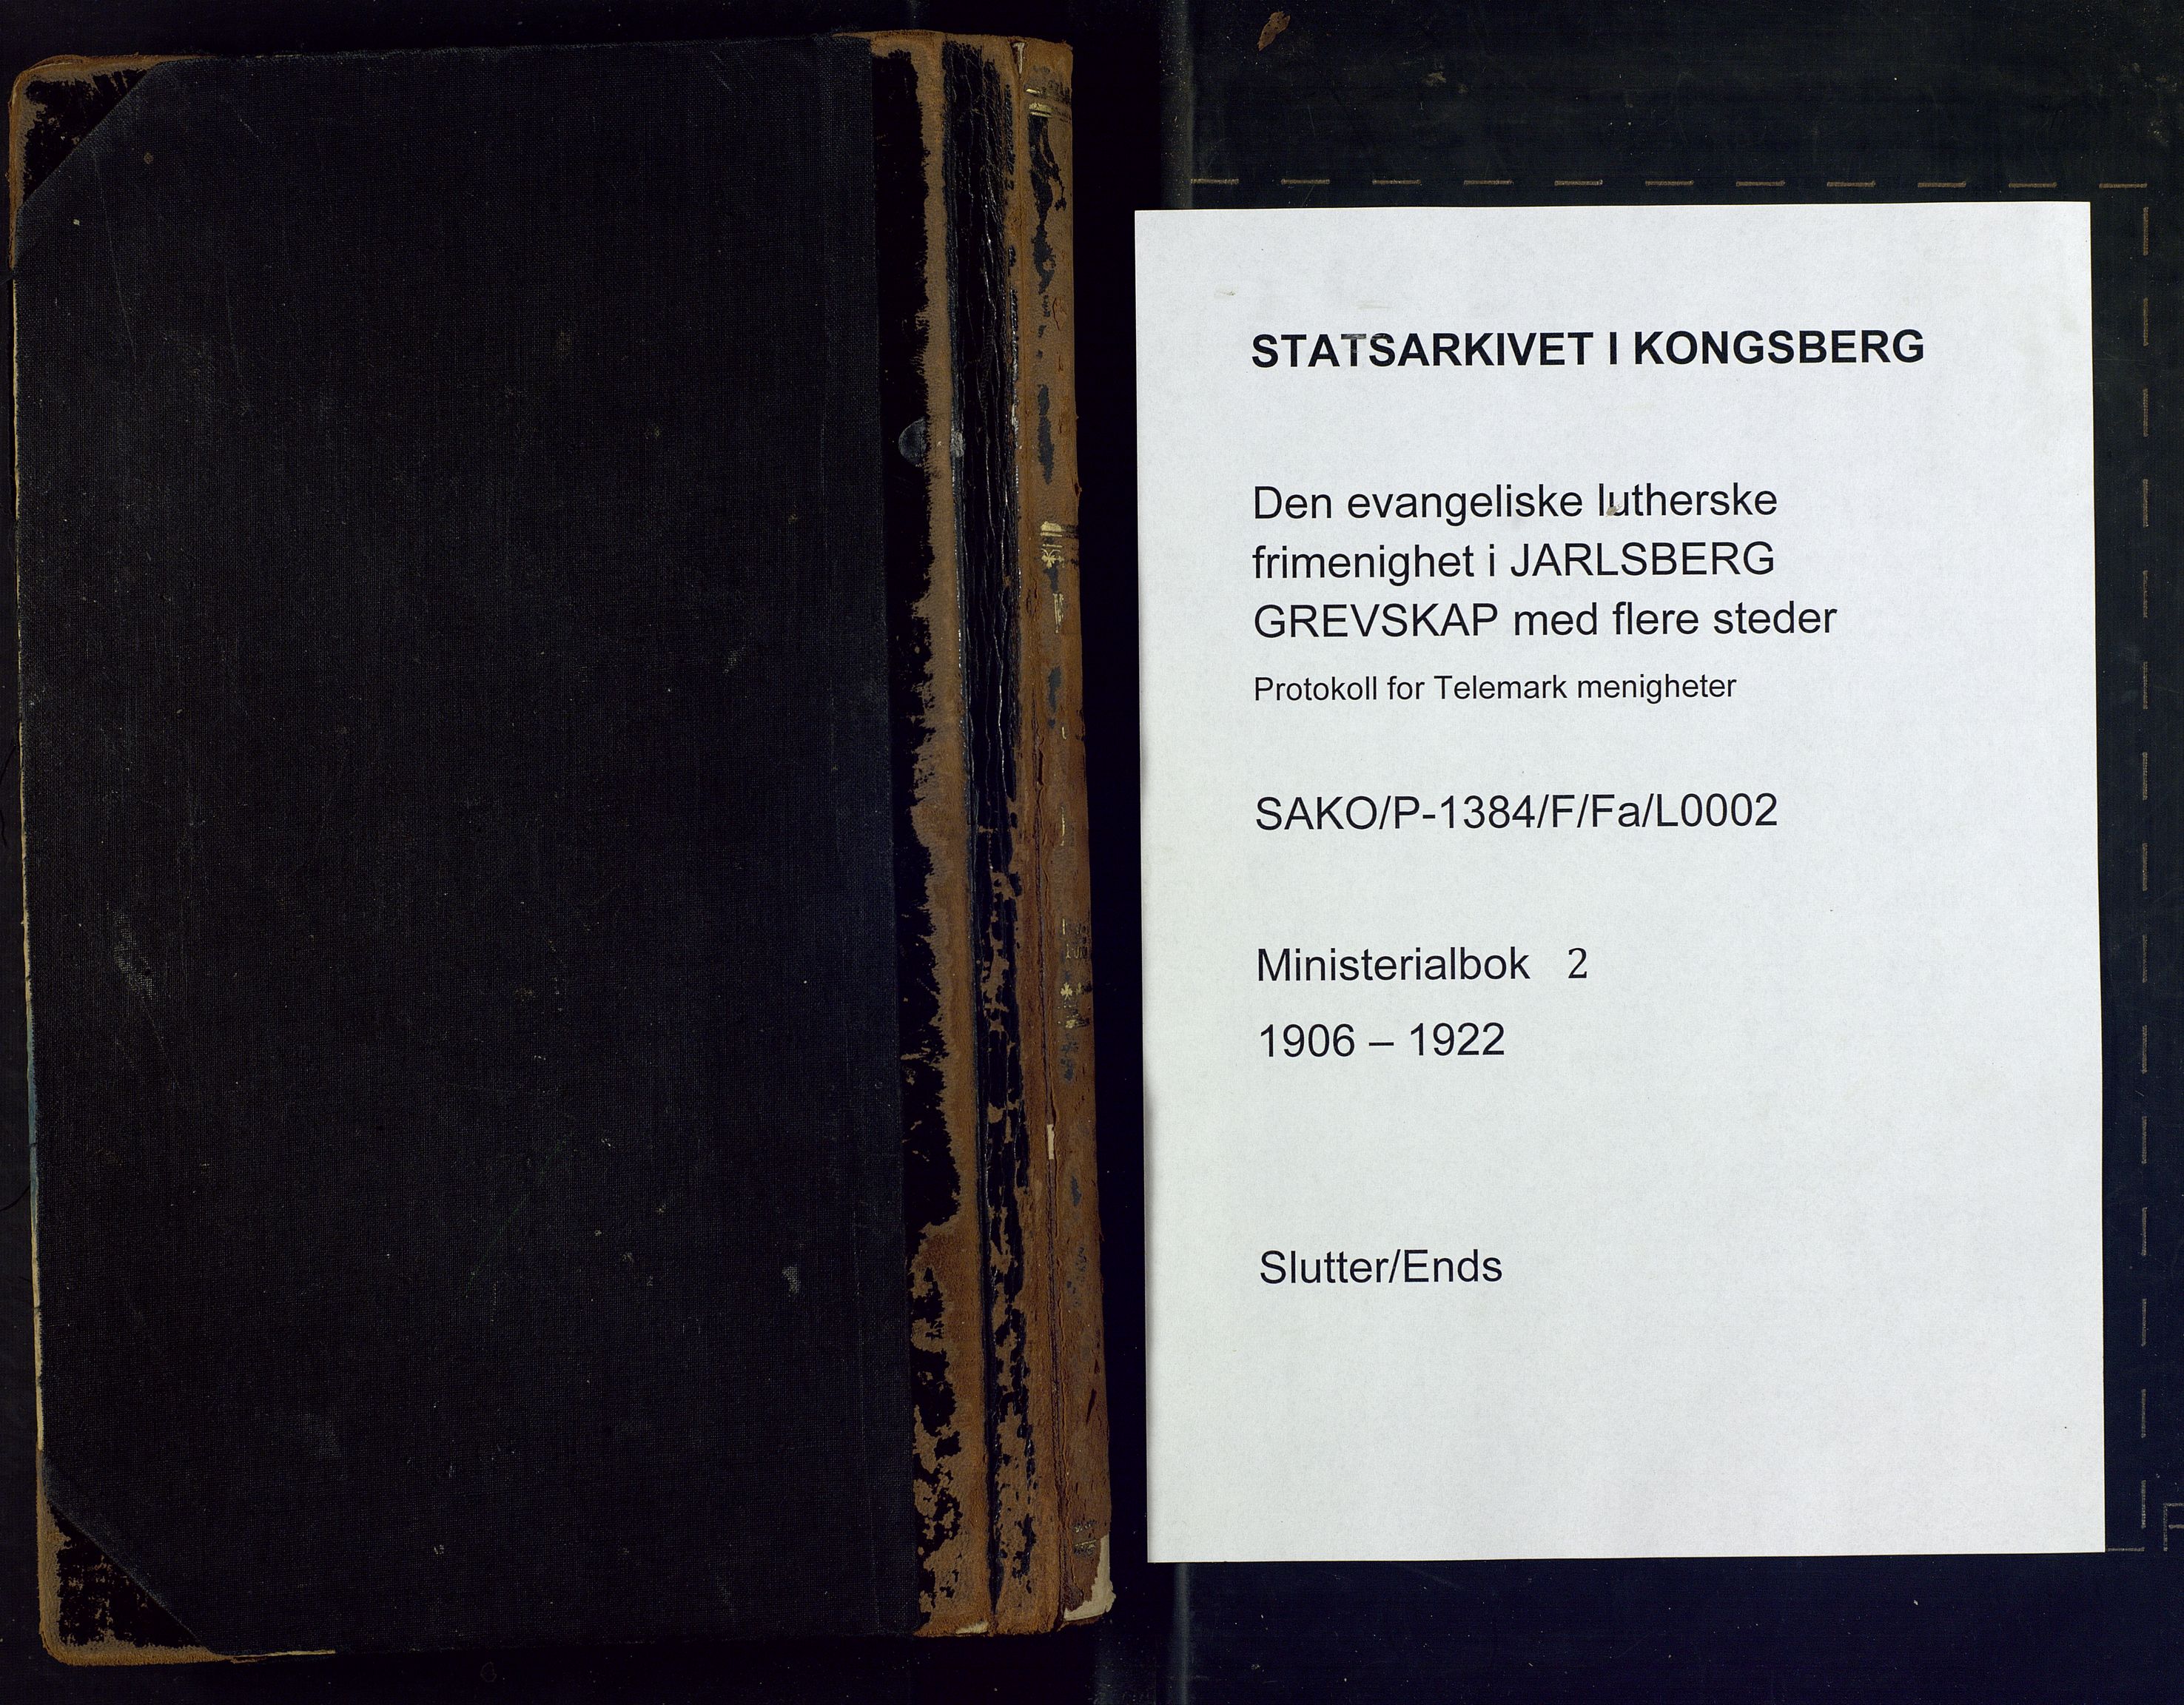 STATSARKIVET I KONGSBERG
Den evangeliske lutherske
frimenighet i JARLSBERG
GREVSKAP med flere steder
Protokoll for Telemark menigheter
SAKO/P-1384/F/Fa/L0002
Ministerialbok 2
1906 – 1922
Slutter/Ends